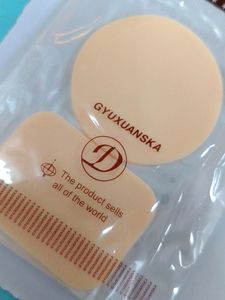 GYUXUANSKA
D
The product sells
all of the world